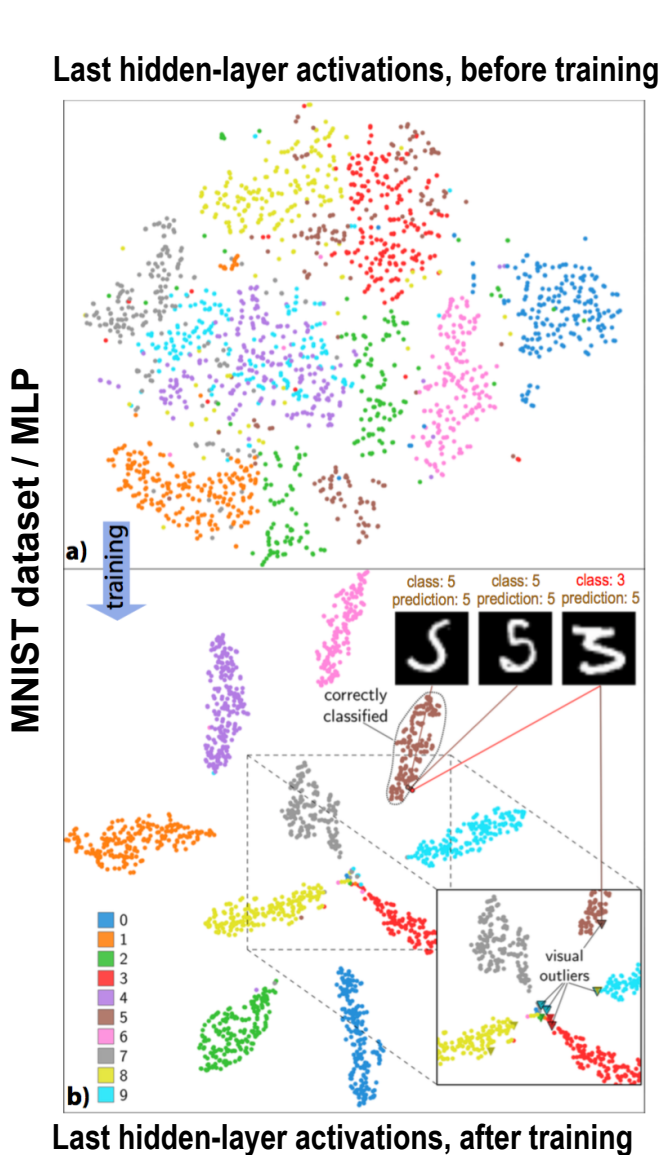 Last hidden-layer activations, before training
MNIST dataset / MLP
a)
training
class: 5
prediction: 5
class: 5
prediction: 5
class: 3
prediction: 5
correctly
classified
visual
outliers
0
1
2
3
4
5
6
7
8
9
b)
Last hidden-layer activations, after training